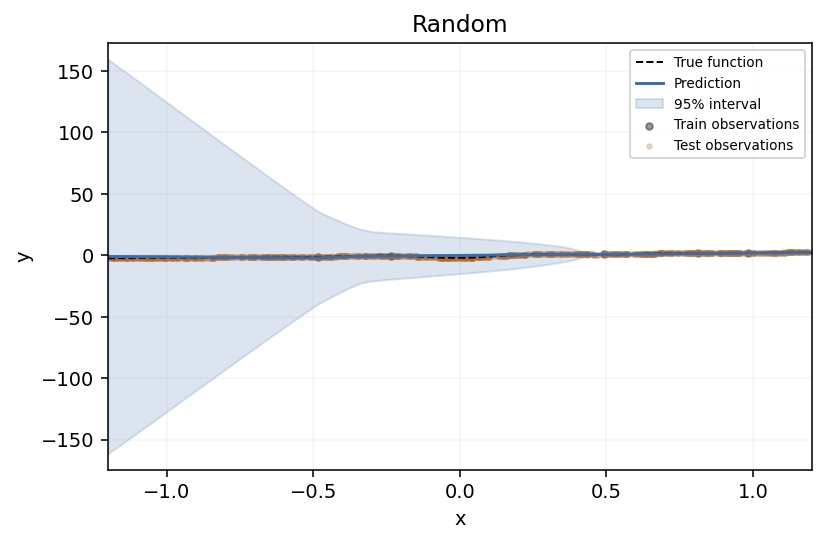 Random
True function
Prediction
95% interval
Train observations
Test observations
150
100
50
0
−50
−100
−150
y
−1.0 −0.5 0.0 0.5 1.0
x